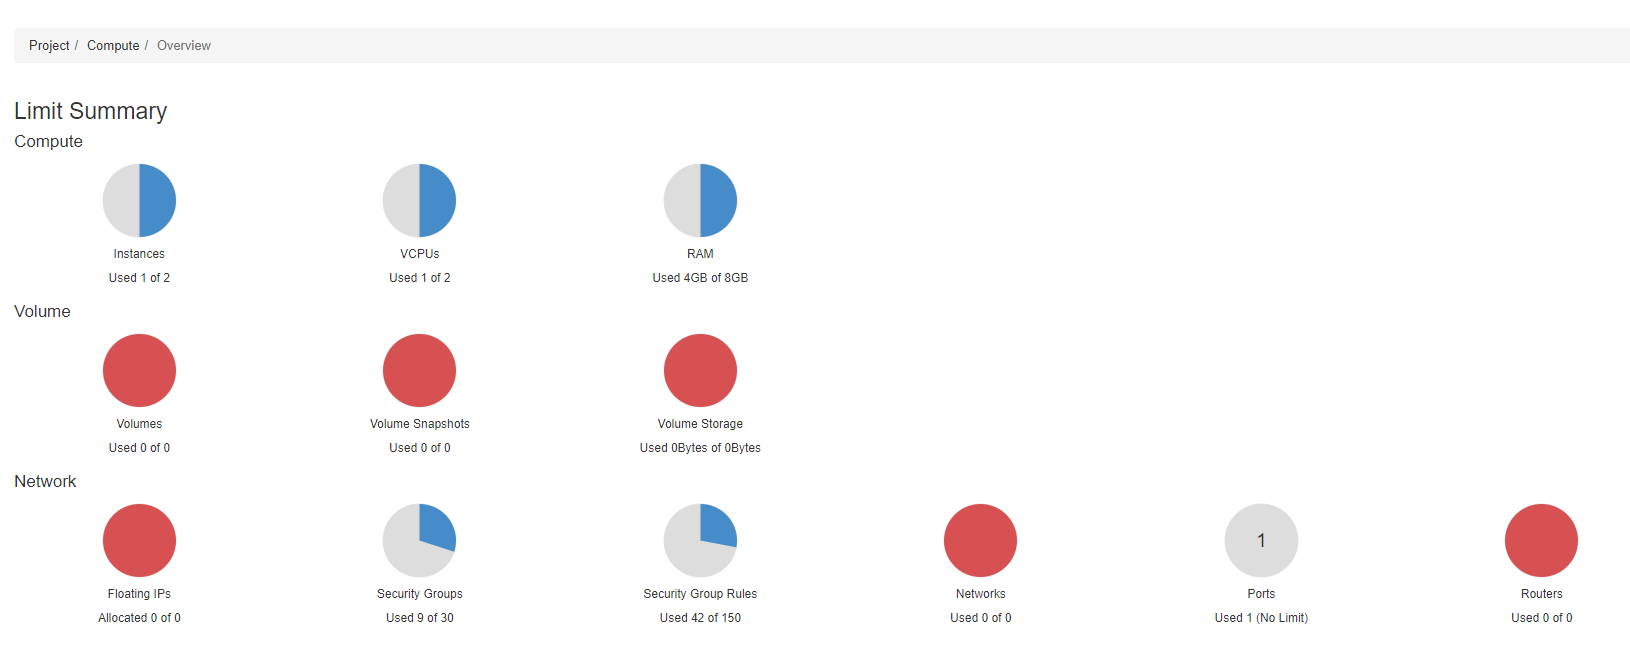 Project / Compute / Overview
Limit Summary
Compute
Instances VCPUs RAM
Used 1 of 2 Used 1 of 2 Used 4GB of 8GB
Volume
Volumes Volume Snapshots Volume Storage
Used 0 of 0 Used 0 of 0 Used 0Bytes of 0Bytes
Network
1
Floating IPs Security Groups Security Group Rules Networks Ports Routers
Allocated 0 of 0 Used 9 of 30 Used 42 of 150 Used 0 of 0 Used 1 (No Limit) Used 0 of 0